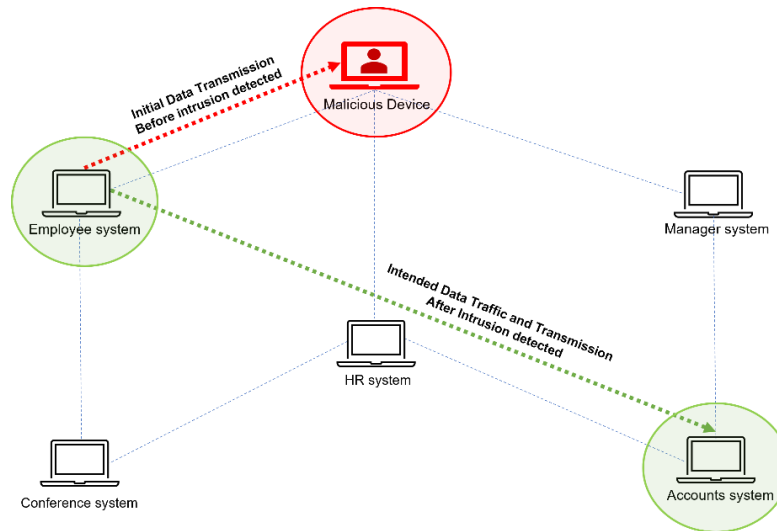 Initial Data Transmission
Before intrusion detected
Malicious Device
Employee system
Manager system
Intended Data Traffic and Transmission
After Intrusion detected
HR system
Conference system
Accounts system